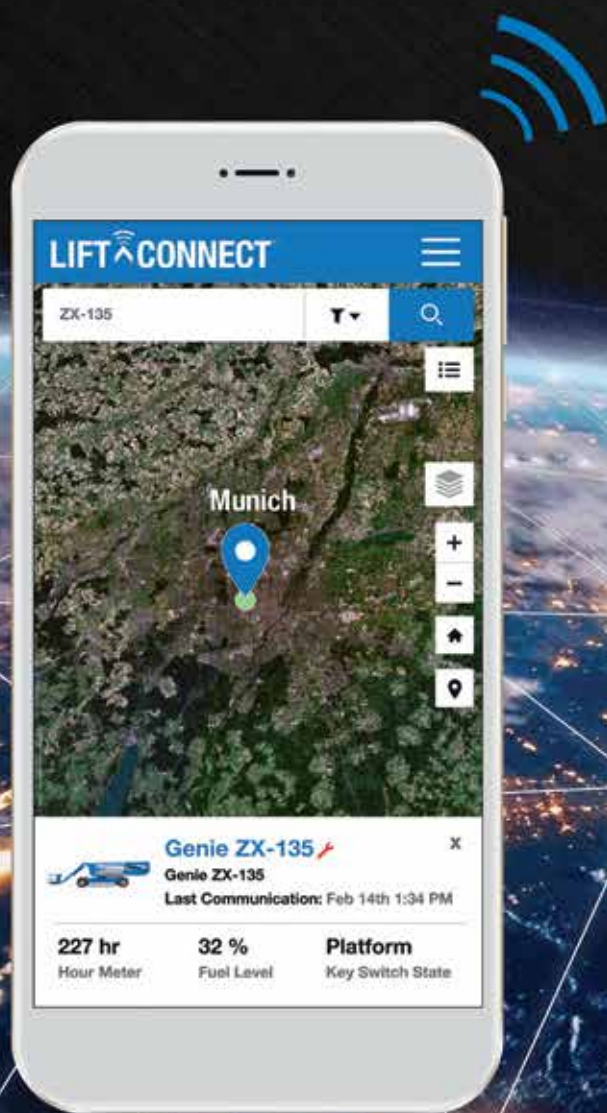 LIFT CONNECT
ZX-135
Munich
+
−
Genie ZX-135 x
Genie ZX-135
Last Communication: Feb 14th 1:34 PM
227 hr 32 % Platform
Hour Meter Fuel Level Key Switch State